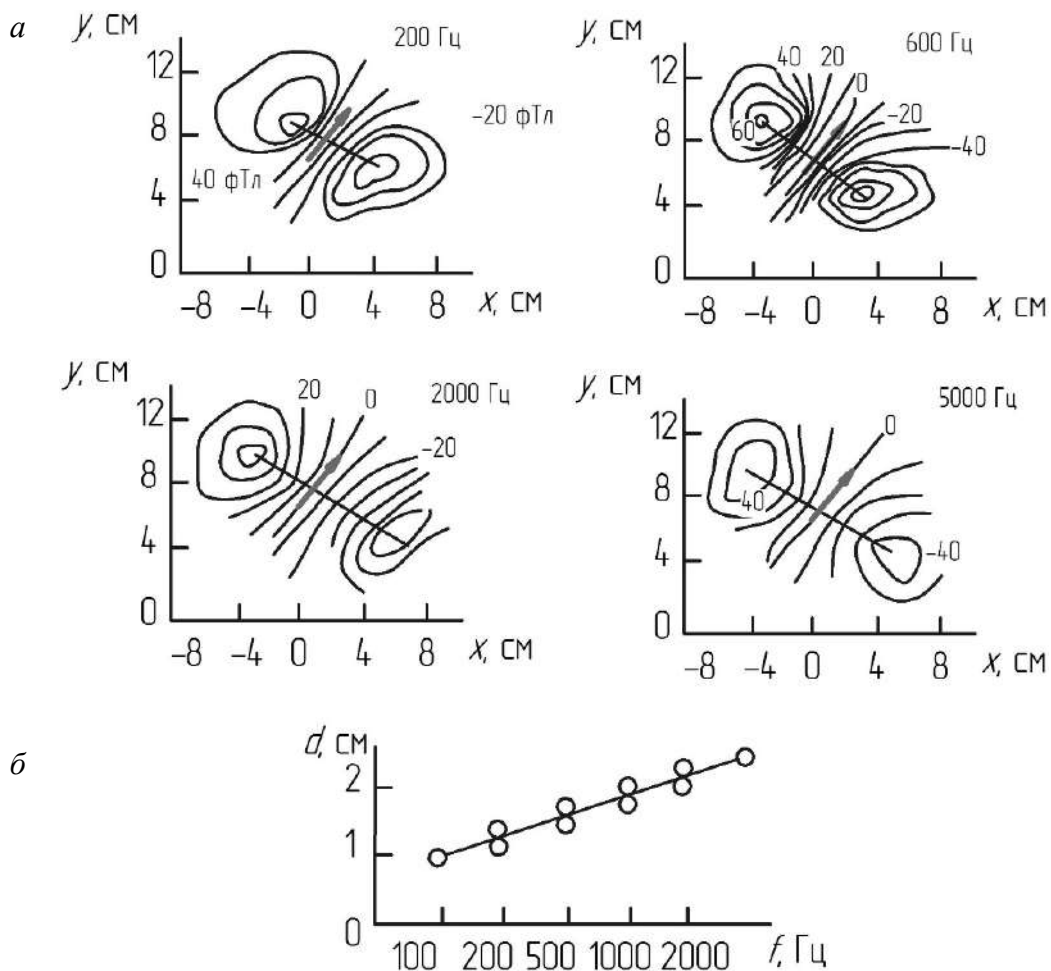 а
y, см
200 Гц
12
8
4
0
40 фТл
−20 фТл
−8 −4 0 4 8 x, см
y, см
600 Гц
12
8
4
0
40 20 0 −20 −40
60
−8 −4 0 4 8 x, см
y, см
2000 Гц
12
8
4
0
20 0 −20
−8 −4 0 4 8 x, см
y, см
5000 Гц
12
8
4
0
0
40
−40
−8 −4 0 4 8 x, см
б
d, см
2
1
0
100 200 500 1000 2000 f, Гц